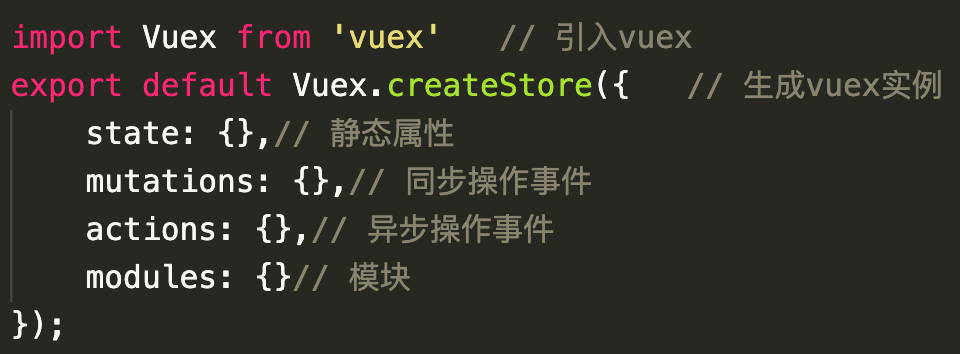 import Vuex from 'vuex'   // 引入vuex
export default Vuex.createStore({   // 生成vuex实例
    state: {},// 静态属性
    mutations: {},// 同步操作事件
    actions: {},// 异步操作事件
    modules: {}// 模块
});